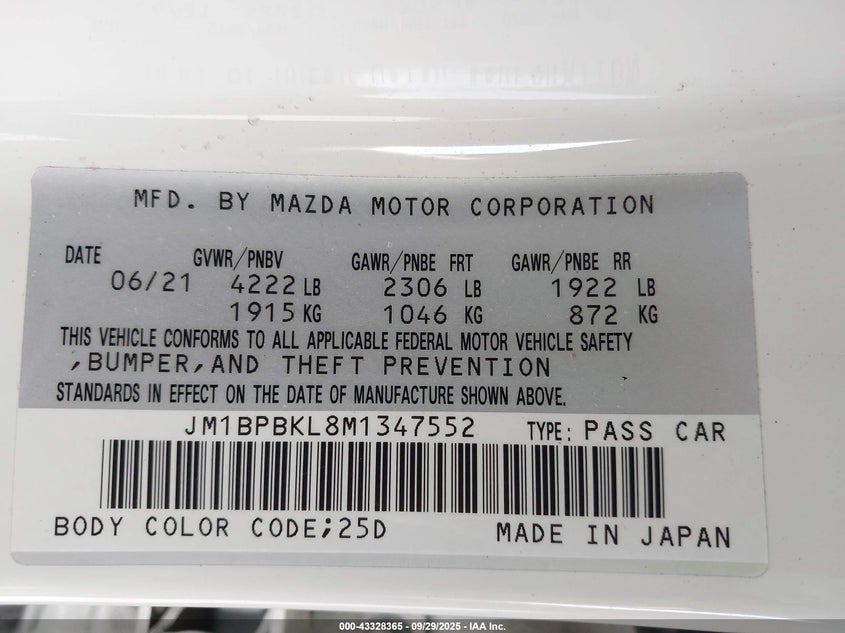 MFD. BY MAZDA MOTOR CORPORATION
DATE GVWR/PNBV GAWR/PNBE FRT GAWR/PNBE RR
06/21 4222 LB 2306 LB 1922 LB
1915 KG 1046 KG 872 KG
THIS VEHICLE CONFORMS TO ALL APPLICABLE FEDERAL MOTOR VEHICLE SAFETY
,BUMPER,AND THEFT PREVENTION
STANDARDS IN EFFECT ON THE DATE OF MANUFACTURE SHOWN ABOVE.
JM1BPBKL8M1347552 TYPE: PASS CAR
BODY COLOR CODE;25D MADE IN JAPAN
000-43328365 - 09/29/2025 - IAA Inc.